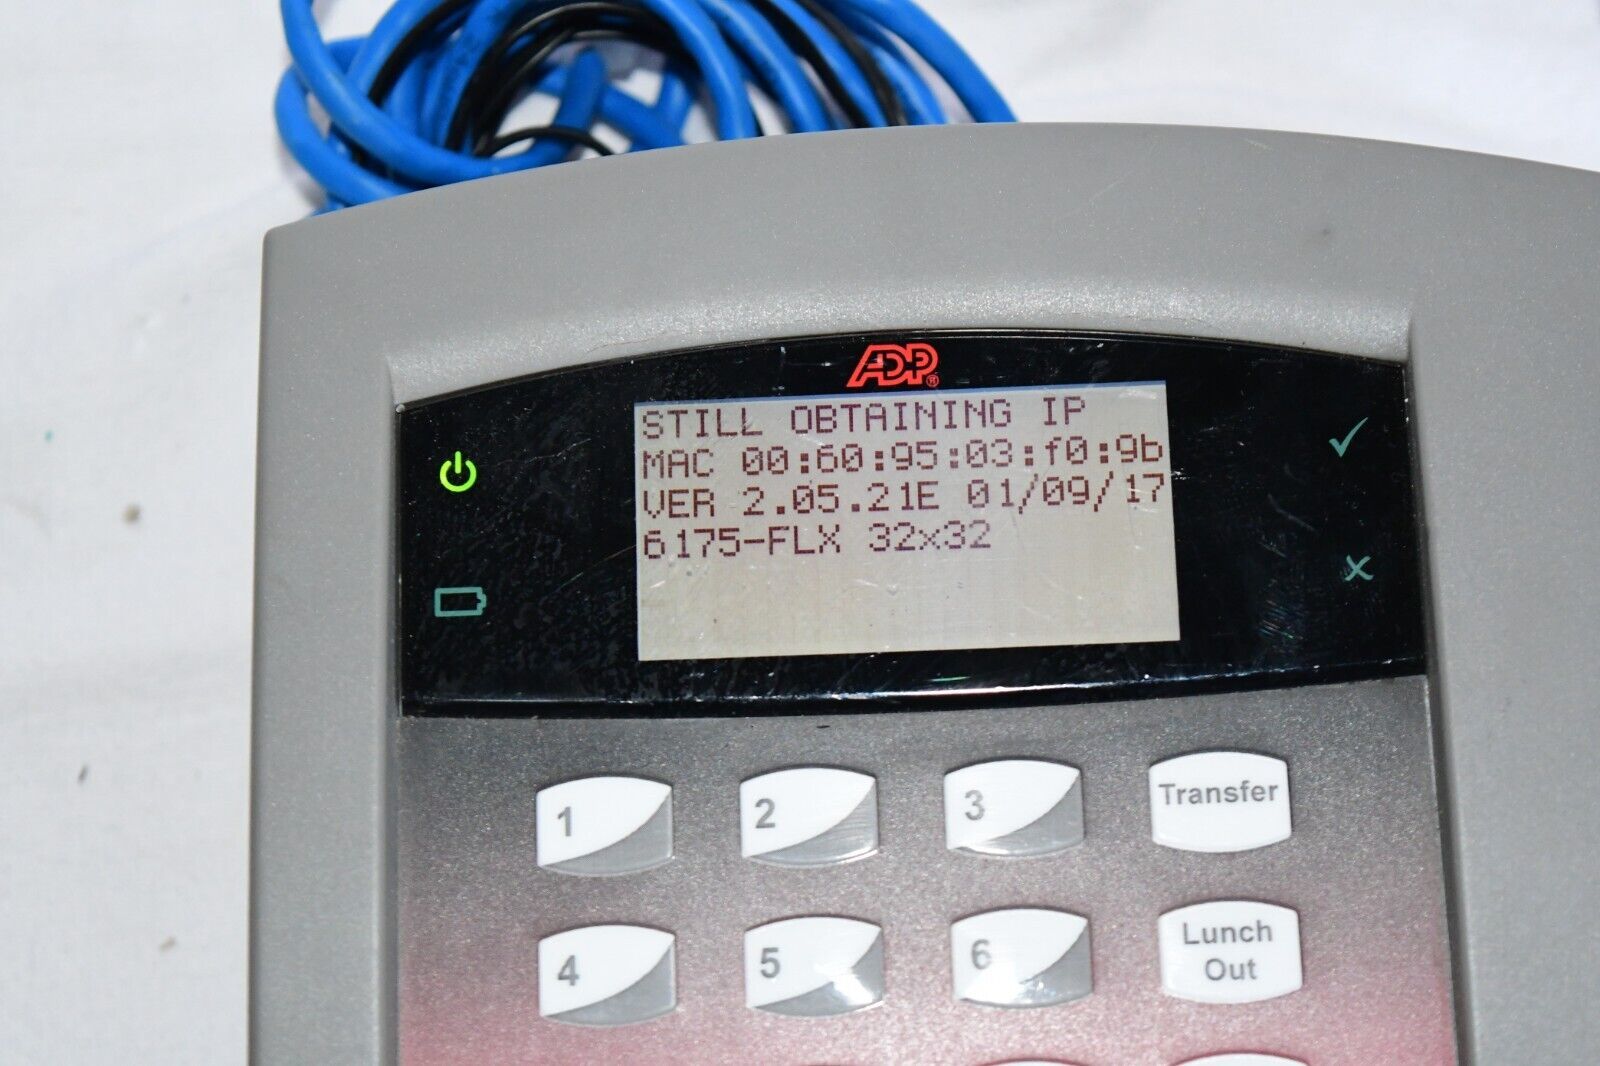 ADP®
STILL OBTAINING IP
MAC 00:60:95:03:f0:9b
VER 2.05.21E 01/09/17
6175-FLX 32x32
1 2 3 Transfer
4 5 6 Lunch
Out